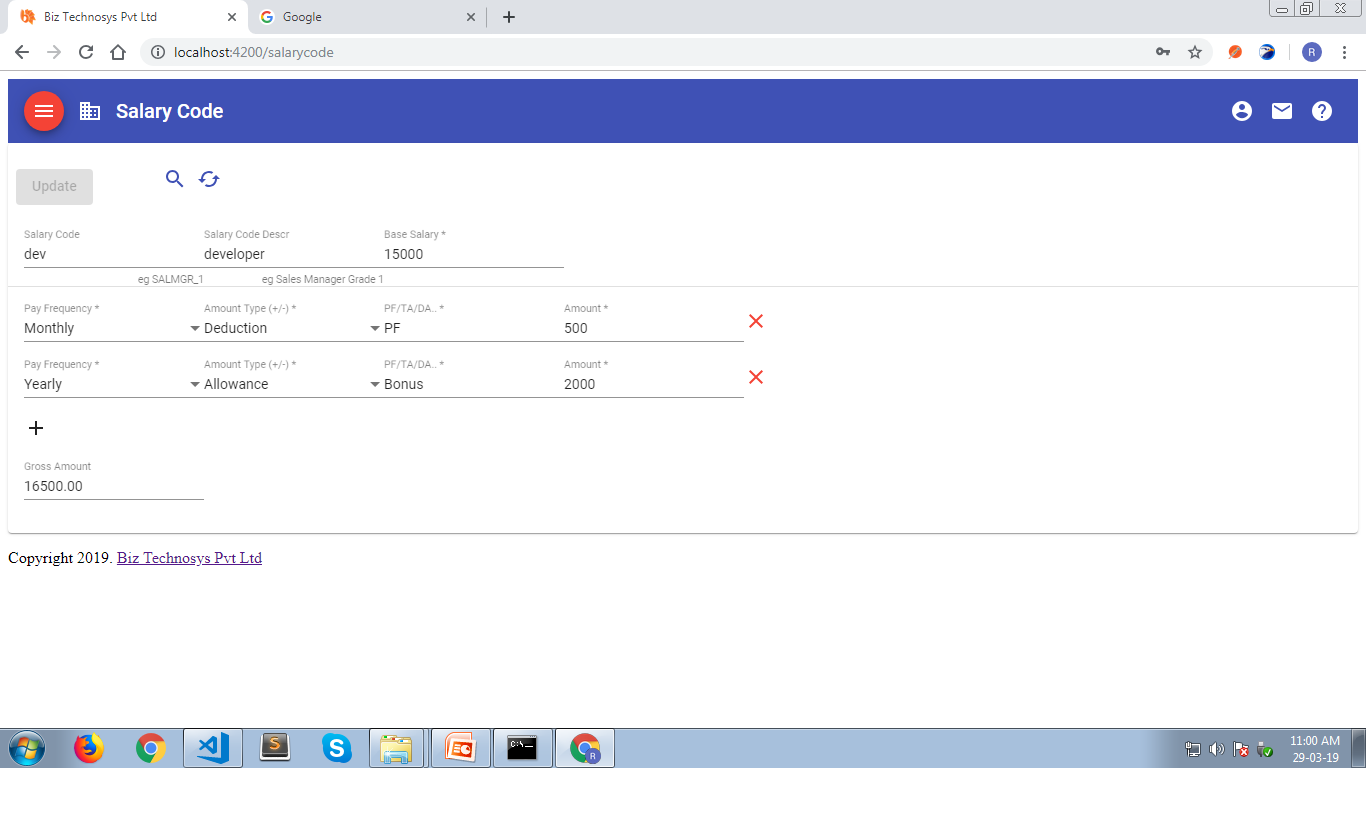 Biz Technosys Pvt Ltd Google
localhost:4200/salarycode R
Salary Code
Update
Salary Code Salary Code Descr Base Salary *
dev developer 15000
eg SALMGR_1 eg Sales Manager Grade 1
Pay Frequency * Amount Type (+/-) * PF/TA/DA.. * Amount *
Monthly Deduction PF 500
Pay Frequency * Amount Type (+/-) * PF/TA/DA.. * Amount *
Yearly Allowance Bonus 2000
Gross Amount
16500.00
Copyright 2019. Biz Technosys Pvt Ltd
11:00 AM
29-03-19